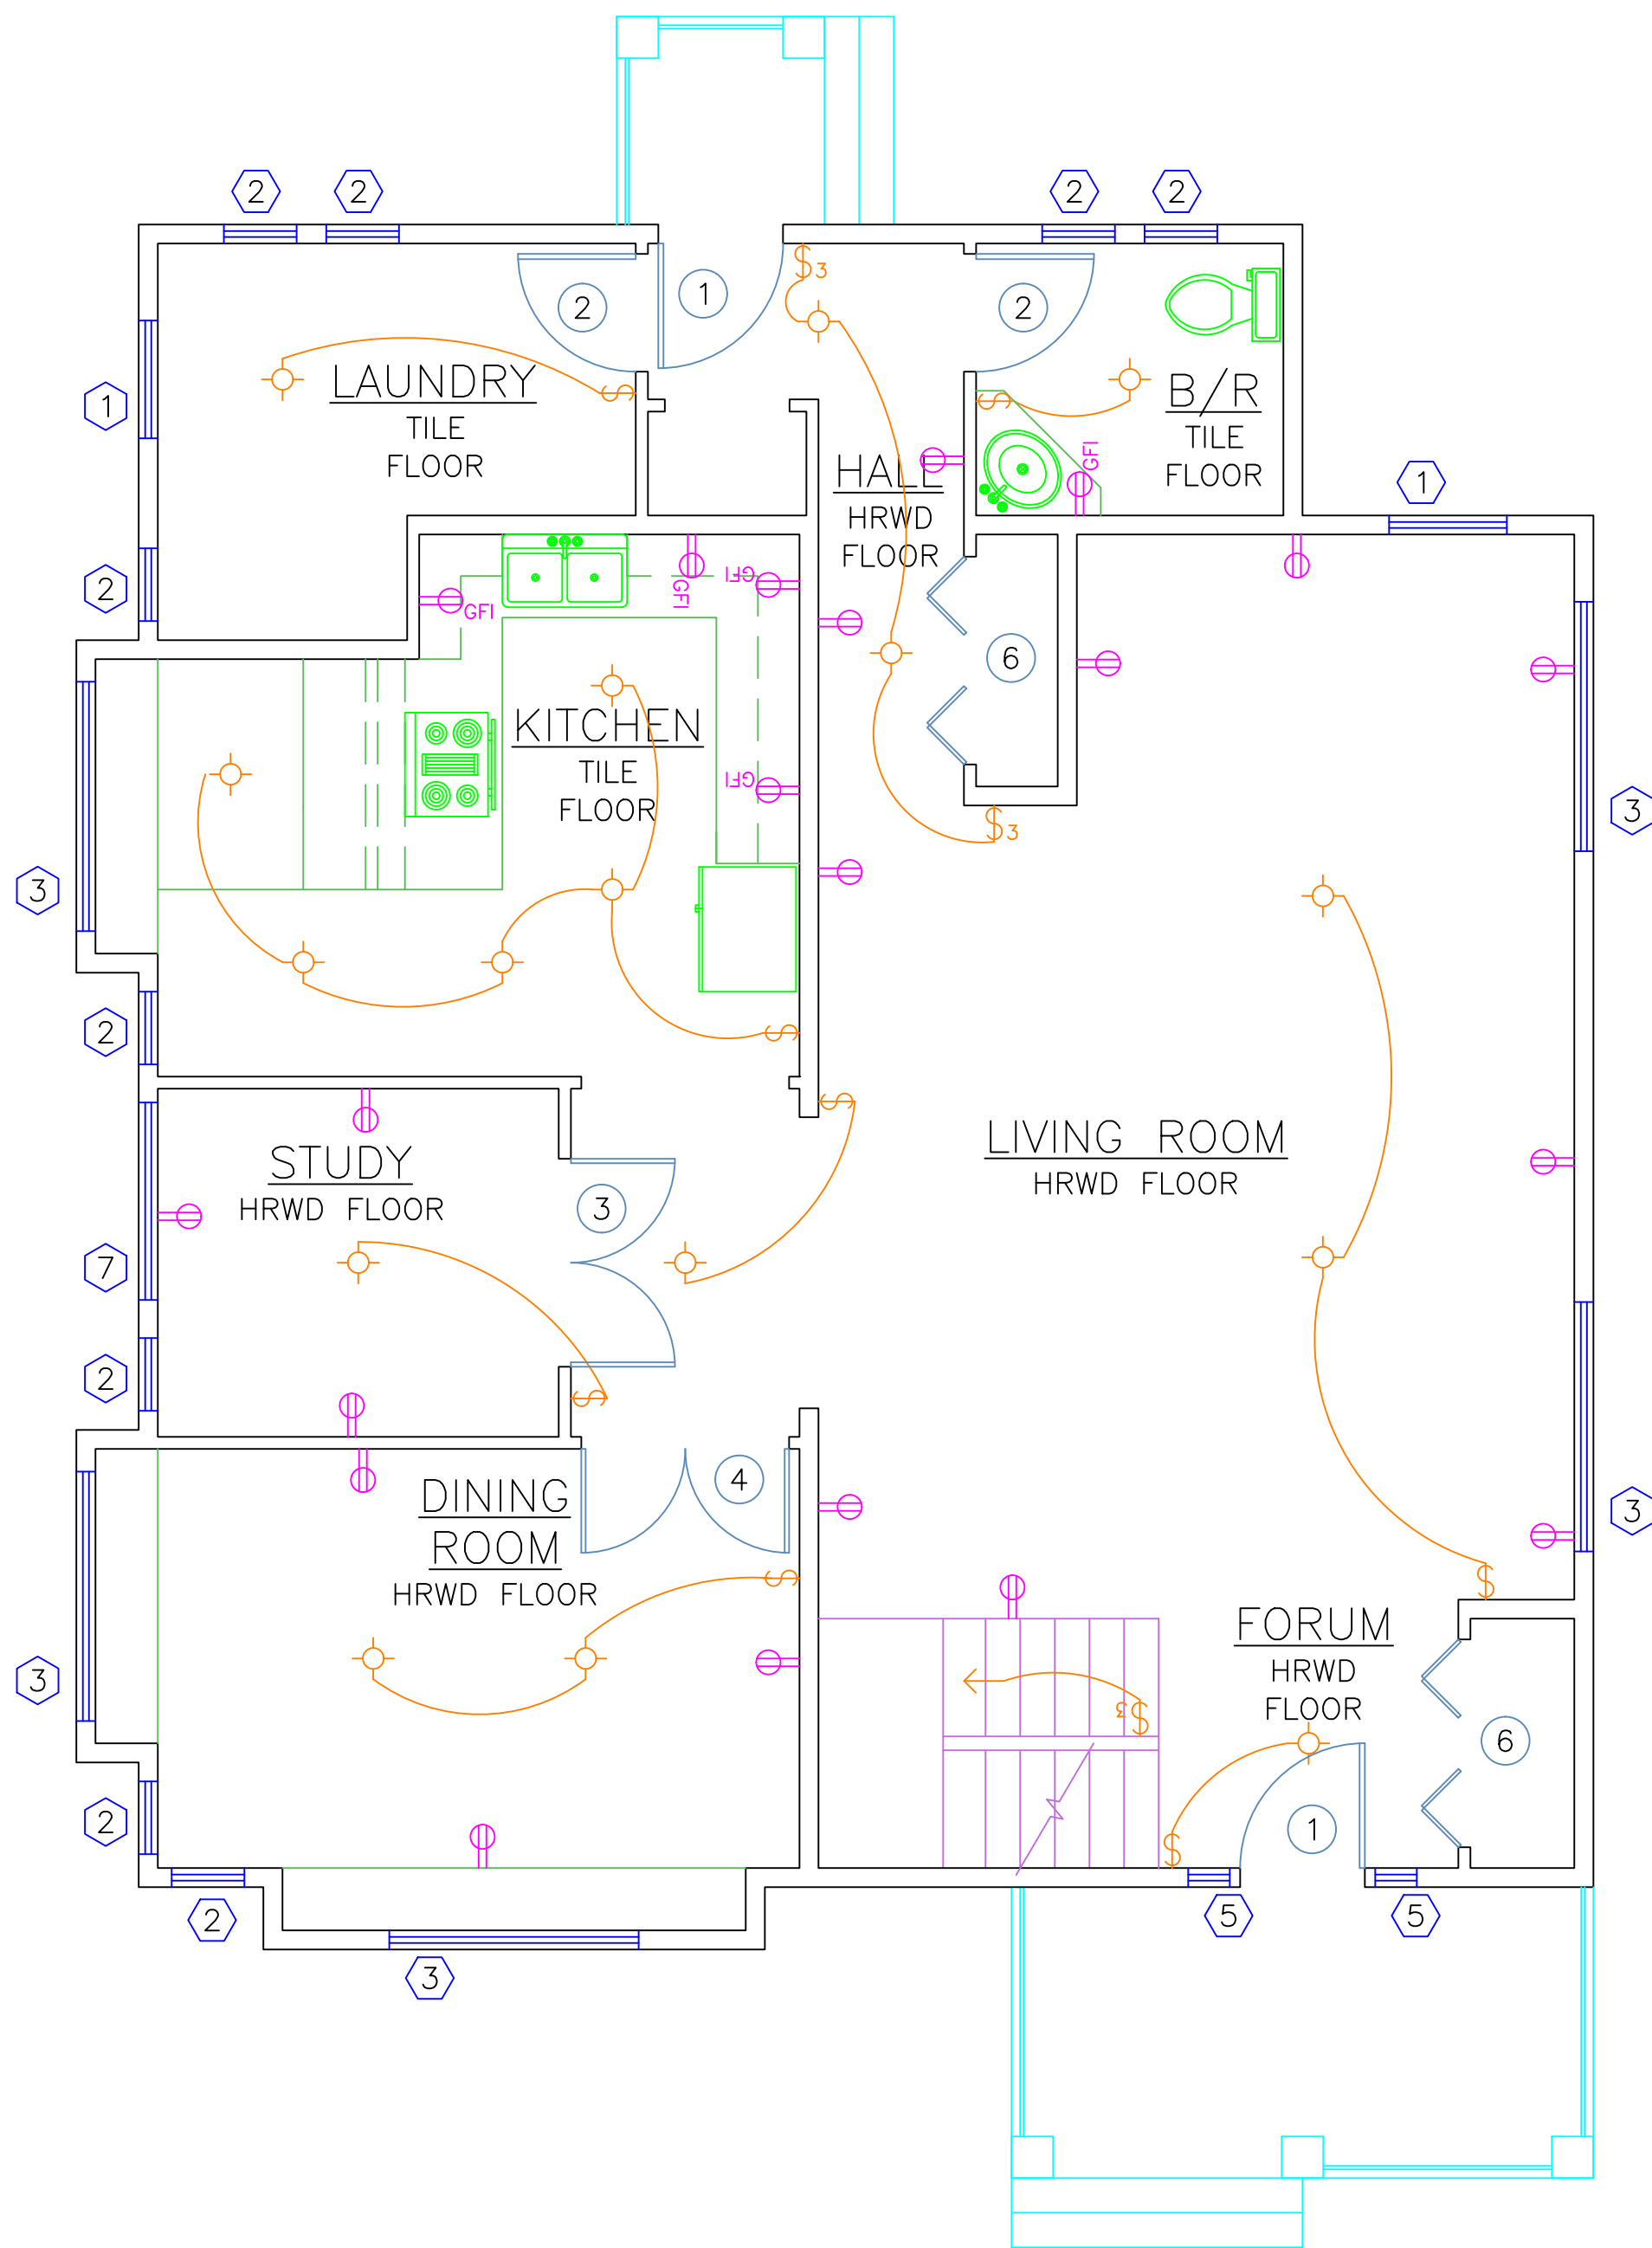 2
2
2
2
$3
2
1
2
LAUNDRY
TILE
FLOOR
$
1
B/R
TILE
FLOOR
$
GFI
HALL
HRWD
FLOOR
1
2
GFI
GFI
GFI
6
KITCHEN
TILE
FLOOR
GFI
$3
3
3
2
$
$
LIVING ROOM
HRWD FLOOR
STUDY
HRWD FLOOR
3
7
2
$
DINING
ROOM
HRWD FLOOR
4
3
$
$
FORUM
HRWD
FLOOR
$3
6
3
2
1
$
2
5
5
3